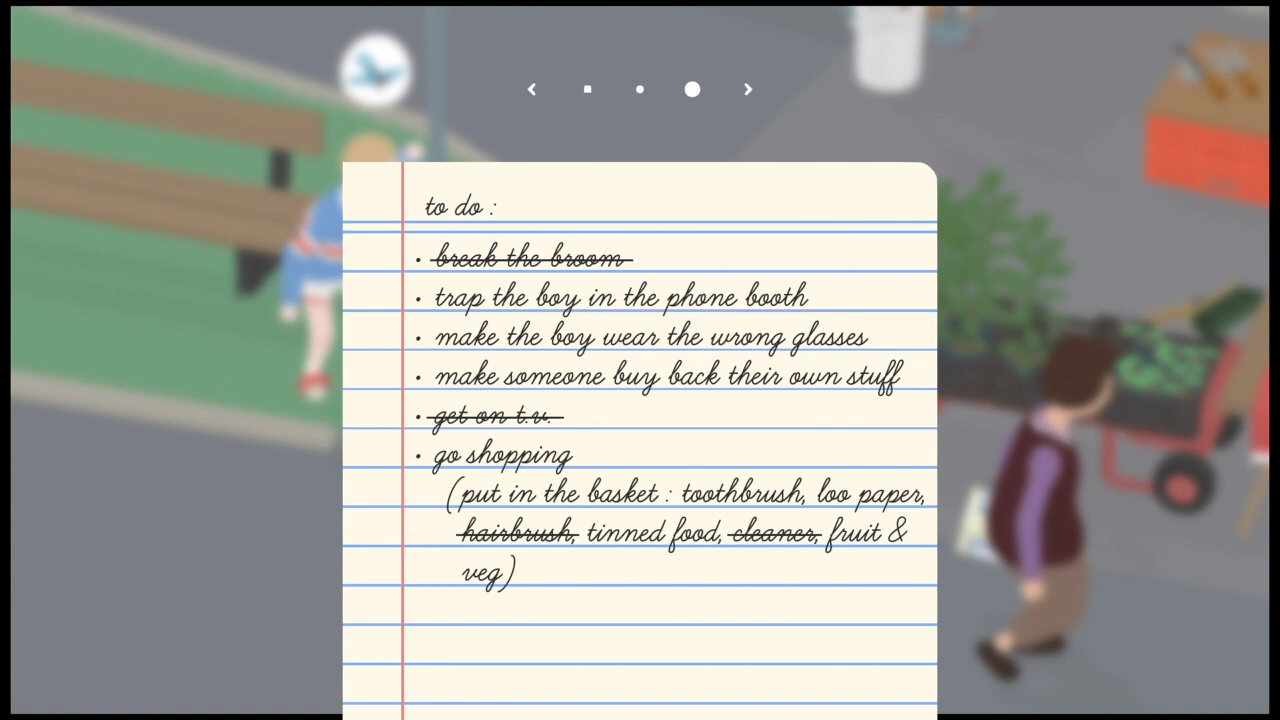 to do :
• break the broom
• trap the boy in the phone booth
• make the boy wear the wrong glasses
• make someone buy back their own stuff
• get on t.v.
• go shopping
(put in the basket : toothbrush, loo paper,
hairbrush, tinned food, cleaner, fruit &
veg)